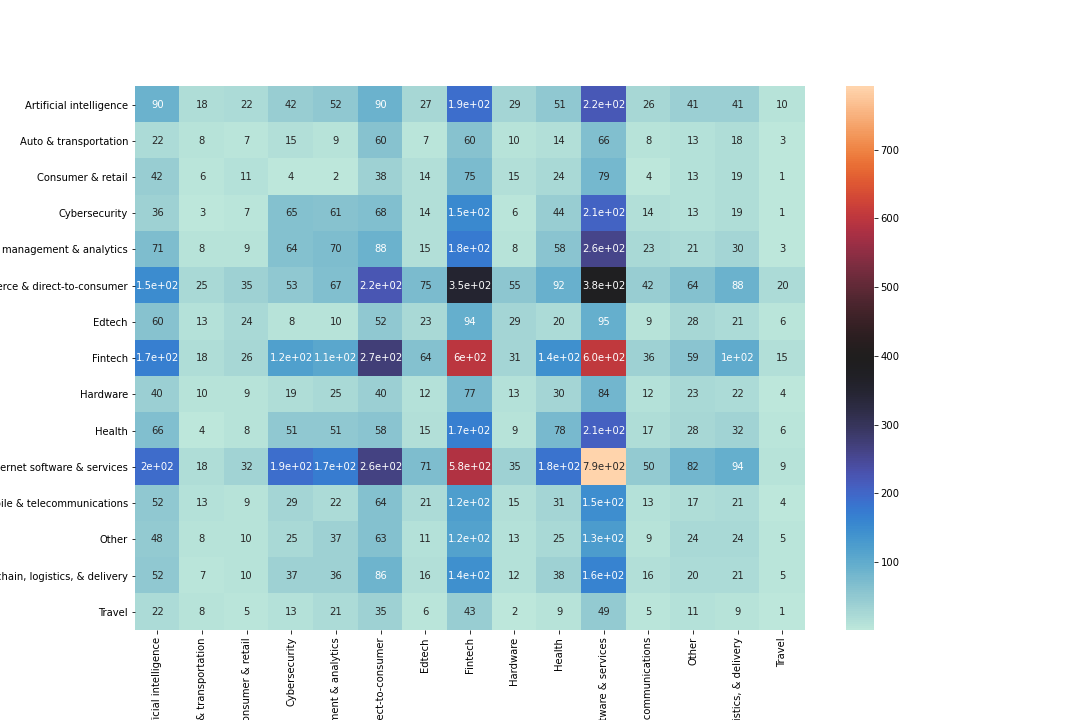 Artificial intelligence 90 18 22 42 52 90 27 1.9e+02 29 51 2.2e+02 26 41 41 10
Auto & transportation 22 8 7 15 9 60 7 60 10 14 66 8 13 18 3
Consumer & retail 42 6 11 4 2 38 14 75 15 24 79 4 13 19 1
Cybersecurity 36 3 7 65 61 68 14 1.5e+02 6 44 2.1e+02 14 13 19 1
management & analytics 71 8 9 64 70 88 15 1.8e+02 8 58 2.6e+02 23 21 30 3
erce & direct-to-consumer 1.5e+02 25 35 53 67 2.2e+02 75 3.5e+02 55 92 3.8e+02 42 64 88 20
Edtech 60 13 24 8 10 52 23 94 29 20 95 9 28 21 6
Fintech 1.7e+02 18 26 1.2e+02 1.1e+02 2.7e+02 64 6e+02 31 1.4e+02 6.0e+02 36 59 1e+02 15
Hardware 40 10 9 19 25 40 12 77 13 30 84 12 23 22 4
Health 66 4 8 51 51 58 15 1.7e+02 9 78 2.1e+02 17 28 32 6
ernet software & services 2e+02 18 32 1.9e+02 1.7e+02 2.6e+02 71 5.8e+02 35 1.8e+02 7.9e+02 50 82 94 9
ile & telecommunications 52 13 9 29 22 64 21 1.2e+02 15 31 1.5e+02 13 17 21 4
Other 48 8 10 25 37 63 11 1.2e+02 13 25 1.3e+02 9 24 24 5
chain, logistics, & delivery 52 7 10 37 36 86 16 1.4e+02 12 38 1.6e+02 16 20 21 5
Travel 22 8 5 13 21 35 6 43 2 9 49 5 11 9 1
icial intelligence
& transportation
onsumer & retail
Cybersecurity
ment & analytics
ect-to-consumer
Edtech
Fintech
Hardware
Health
tware & services
communications
Other
istics, & delivery
Travel
700
600
500
400
300
200
100